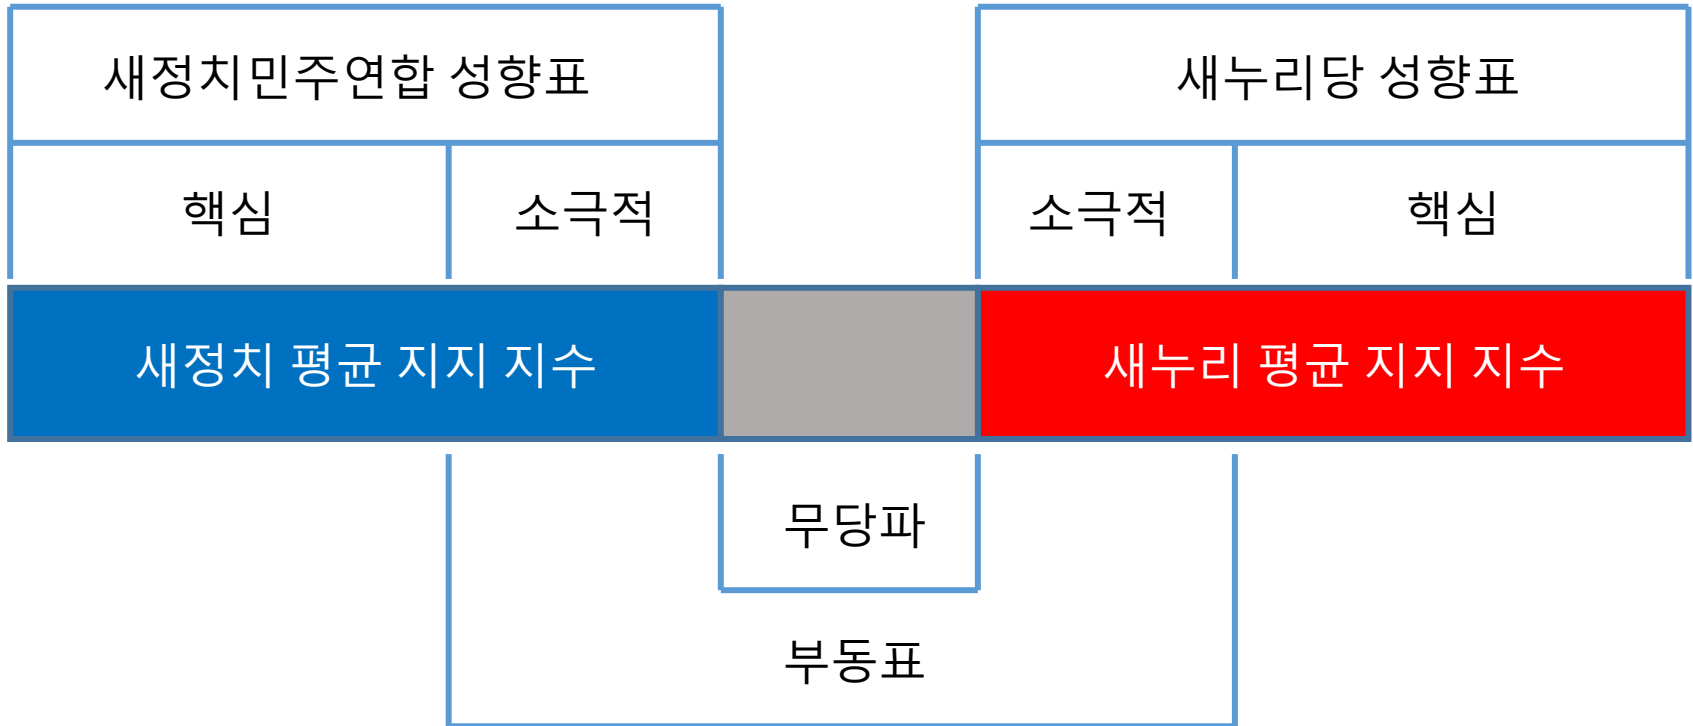 새정치민주연합 성향표
새누리당 성향표
핵심
소극적
소극적
핵심
새정치 평균 지지 지수
새누리 평균 지지 지수
무당파
부동표